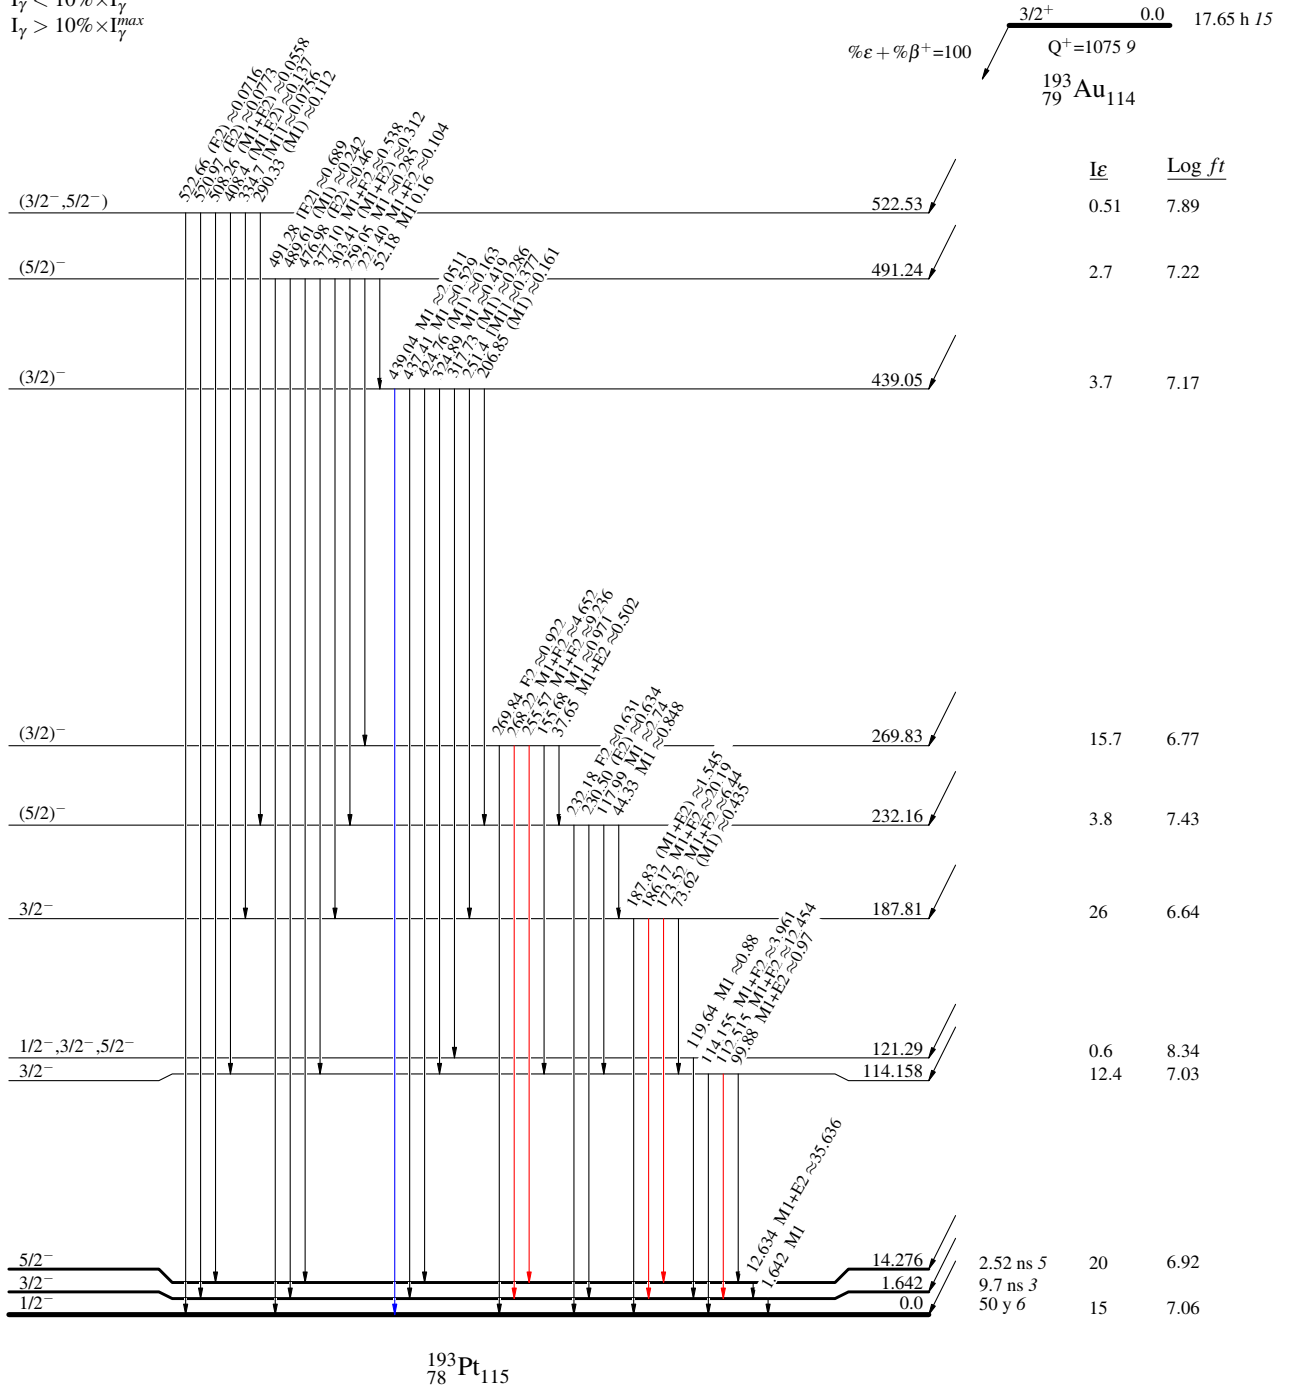 Iγ < 10%×Iγ
Iγ > 10%×Iγ^max
3/2+ 0.0 17.65 h 15
%ε + %β+=100
Q+=1075 9
193 79 Au 114
Iε Log ft
522.66 (E2) ≈0.0716
520.97 (E2) ≈0.0773
508.26 (M1+E2) ≈0.0558
408.4 (M1,E2) ≈0.137
334.7 [M1] ≈0.0756
290.33 (M1) ≈0.112
(3/2−,5/2−) 522.53 0.51 7.89
491.28 [E2] ≈0.689
489.61 (M1) ≈0.242
476.98 (E2) ≈0.46
377.10 M1+E2 ≈0.538
303.41 (M1+E2) ≈0.312
259.05 M1 ≈0.285
221.40 M1+E2 ≈0.104
52.18 M1 0.16
(5/2)− 491.24 2.7 7.22
439.04 M1 ≈2.0511
437.41 M1 ≈0.529
424.76 (M1) ≈0.163
324.89 M1 ≈0.419
317.73 (M1) ≈0.286
251.4 [M1] ≈0.377
206.85 (M1) ≈0.161
(3/2)− 439.05 3.7 7.17
269.84 E2 ≈0.922
268.22 M1+E2 ≈4.652
255.57 M1+E2 ≈9.236
155.68 M1 ≈0.971
37.65 M1+E2 ≈0.502
(3/2)− 269.83 15.7 6.77
232.18 E2 ≈0.631
230.50 (E2) ≈0.634
117.99 M1 ≈2.74
44.33 M1 ≈0.848
(5/2)− 232.16 3.8 7.43
187.83 (M1+E2) ≈1.545
186.17 M1+E2 ≈20.19
173.52 M1+E2 ≈6.44
73.62 (M1) ≈0.435
3/2− 187.81 26 6.64
119.64 M1 ≈0.88
114.155 M1+E2 ≈3.961
112.515 M1+E2 ≈12.454
99.88 M1+E2 ≈0.97
1/2−,3/2−,5/2− 121.29 0.6 8.34
3/2− 114.158 12.4 7.03
12.634 M1+E2 ≈35.636
1.642 M1
5/2− 14.276 2.52 ns 5 20 6.92
3/2− 1.642 9.7 ns 3
1/2− 0.0 50 y 6 15 7.06
193 78 Pt 115